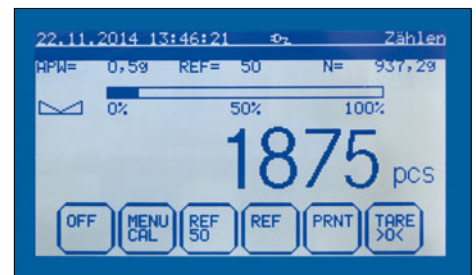 22.11.2014 13:46:21 Zählen
APW= 0,5g REF= 50 N= 937,2g
0% 50% 100%
1875 pcs
OFF MENU CAL REF 50 REF PRNT TARE >0<